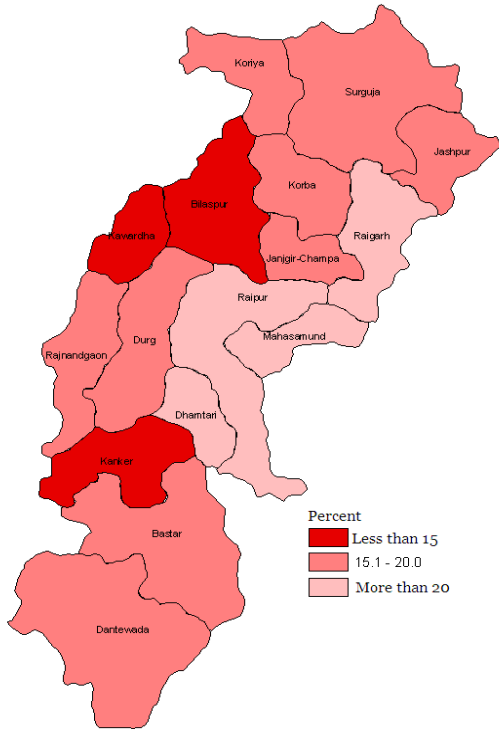 Koriya
Surguja
Jashpur
Korba
Bilaspur
Kawardha
Raigarh
Janjgir-Champa
Raipur
Mahasamund
Durg
Rajnandgaon
Dhamtari
Kanker
Bastar
Dantewada
Percent
Less than 15
15.1 - 20.0
More than 20